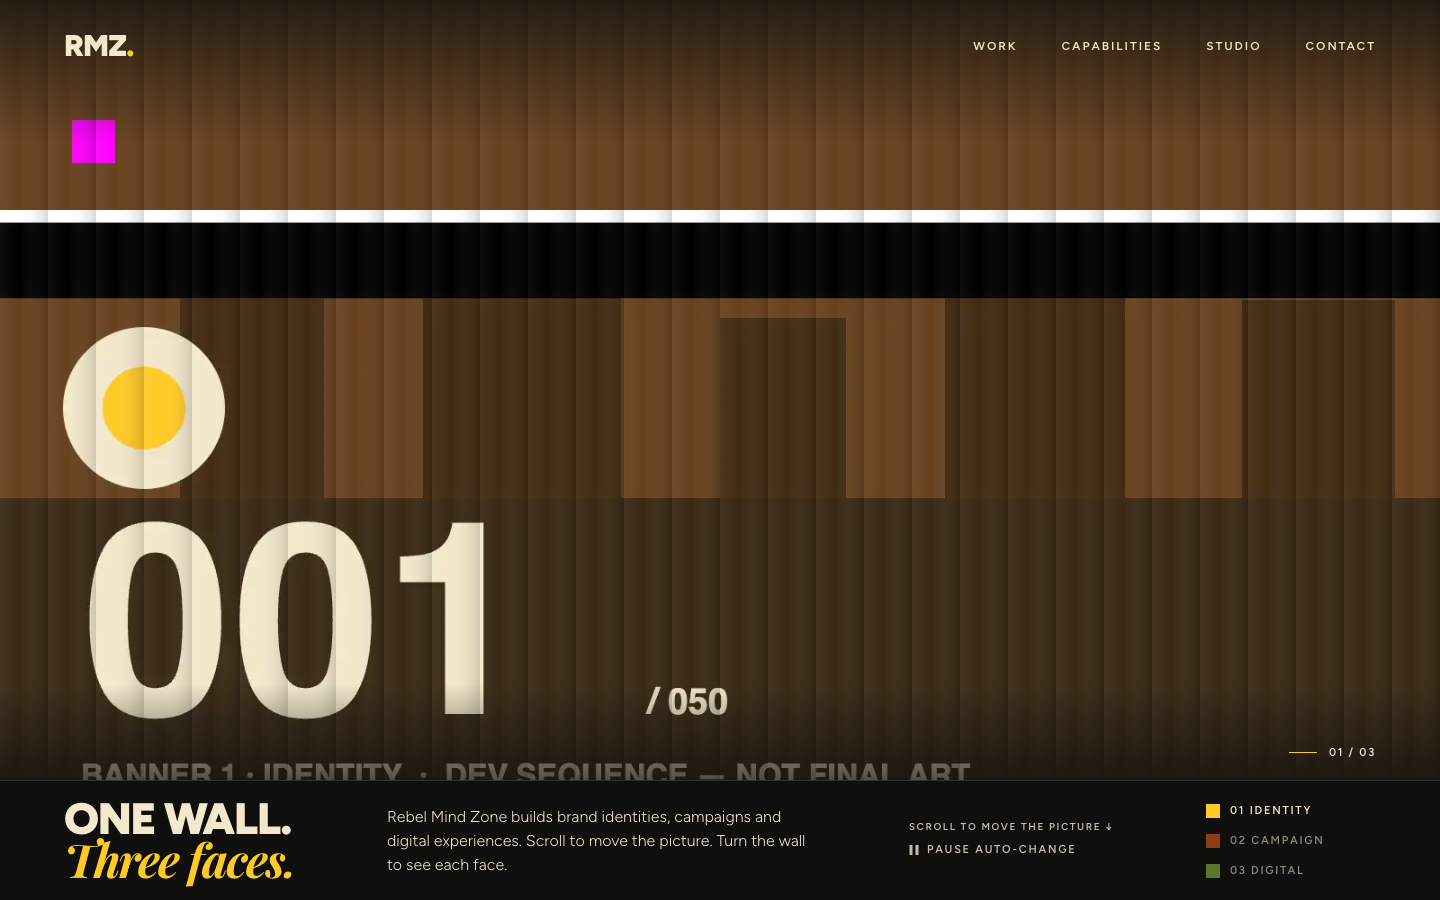 RMZ.
WORK CAPABILITIES STUDIO CONTACT
001 / 050
BANNER 1 · IDENTITY · DEV SEQUENCE — NOT FINAL ART
01 / 03
ONE WALL.
Three faces.
Rebel Mind Zone builds brand identities, campaigns and
digital experiences. Scroll to move the picture. Turn the wall
to see each face.
SCROLL TO MOVE THE PICTURE ↓
PAUSE AUTO-CHANGE
01 IDENTITY
02 CAMPAIGN
03 DIGITAL